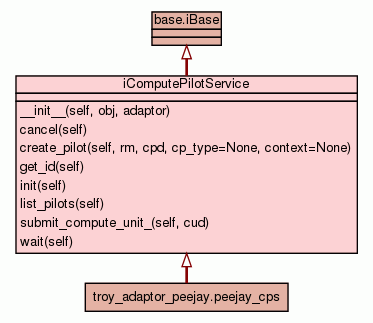 base.iBase
iComputePilotService
__init__(self, obj, adaptor)
cancel(self)
create_pilot(self, rm, cpd, cp_type=None, context=None)
get_id(self)
init(self)
list_pilots(self)
submit_compute_unit_(self, cud)
wait(self)
troy_adaptor_peejay.peejay_cps